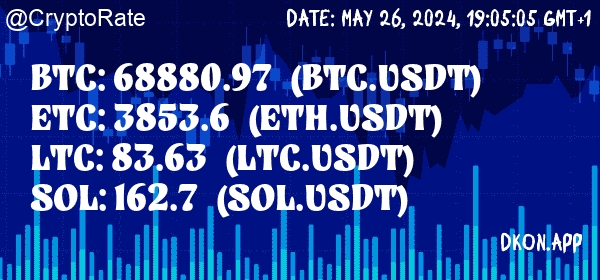 @CryptoRate
DATE: MAY 26, 2024, 19:05:05 GMT+1
BTC: 68880.97 (BTC.USDT)
ETC: 3853.6 (ETH.USDT)
LTC: 83.63 (LTC.USDT)
SOL: 162.7 (SOL.USDT)
DKON.APP